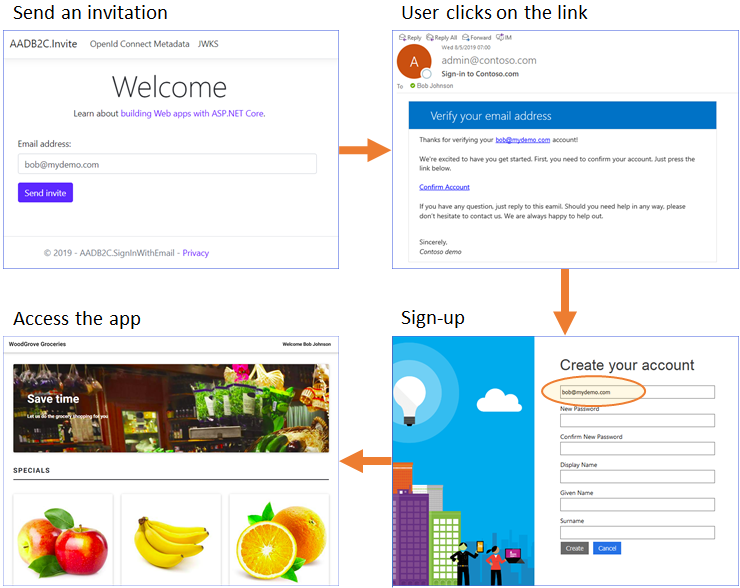 Send an invitation
AADB2C.Invite OpenId Connect Metadata JWKS
Welcome
Learn about building Web apps with ASP.NET Core.
Email address:
bob@mydemo.com
Send invite
© 2019 - AADB2C.SignInWithEmail - Privacy
User clicks on the link
Reply Reply All Forward IM
Wed 8/5/2019 07:00
A
admin@contoso.com
Sign-in to Contoso.com
To Bob Johnson
Verify your email address
Thanks for verifying your bob@mydemo.com account!
We're excited to have you get started. First, you need to confirm your account. Just press the
link below.
Confirm Account
If you have any question, just reply to this eamil. Should you need help in any way, please
don't hesitate to contact us. We are always happy to help out.
Sincerely,
Contoso demo
Sign-up
Create your account
bob@mydemo.com
New Password
Confirm New Password
Display Name
Given Name
Surname
Create Cancel
Access the app
WoodGrove Groceries Welcome Bob Johnson
Save time
Let us do the grocery shopping for you
SPECIALS